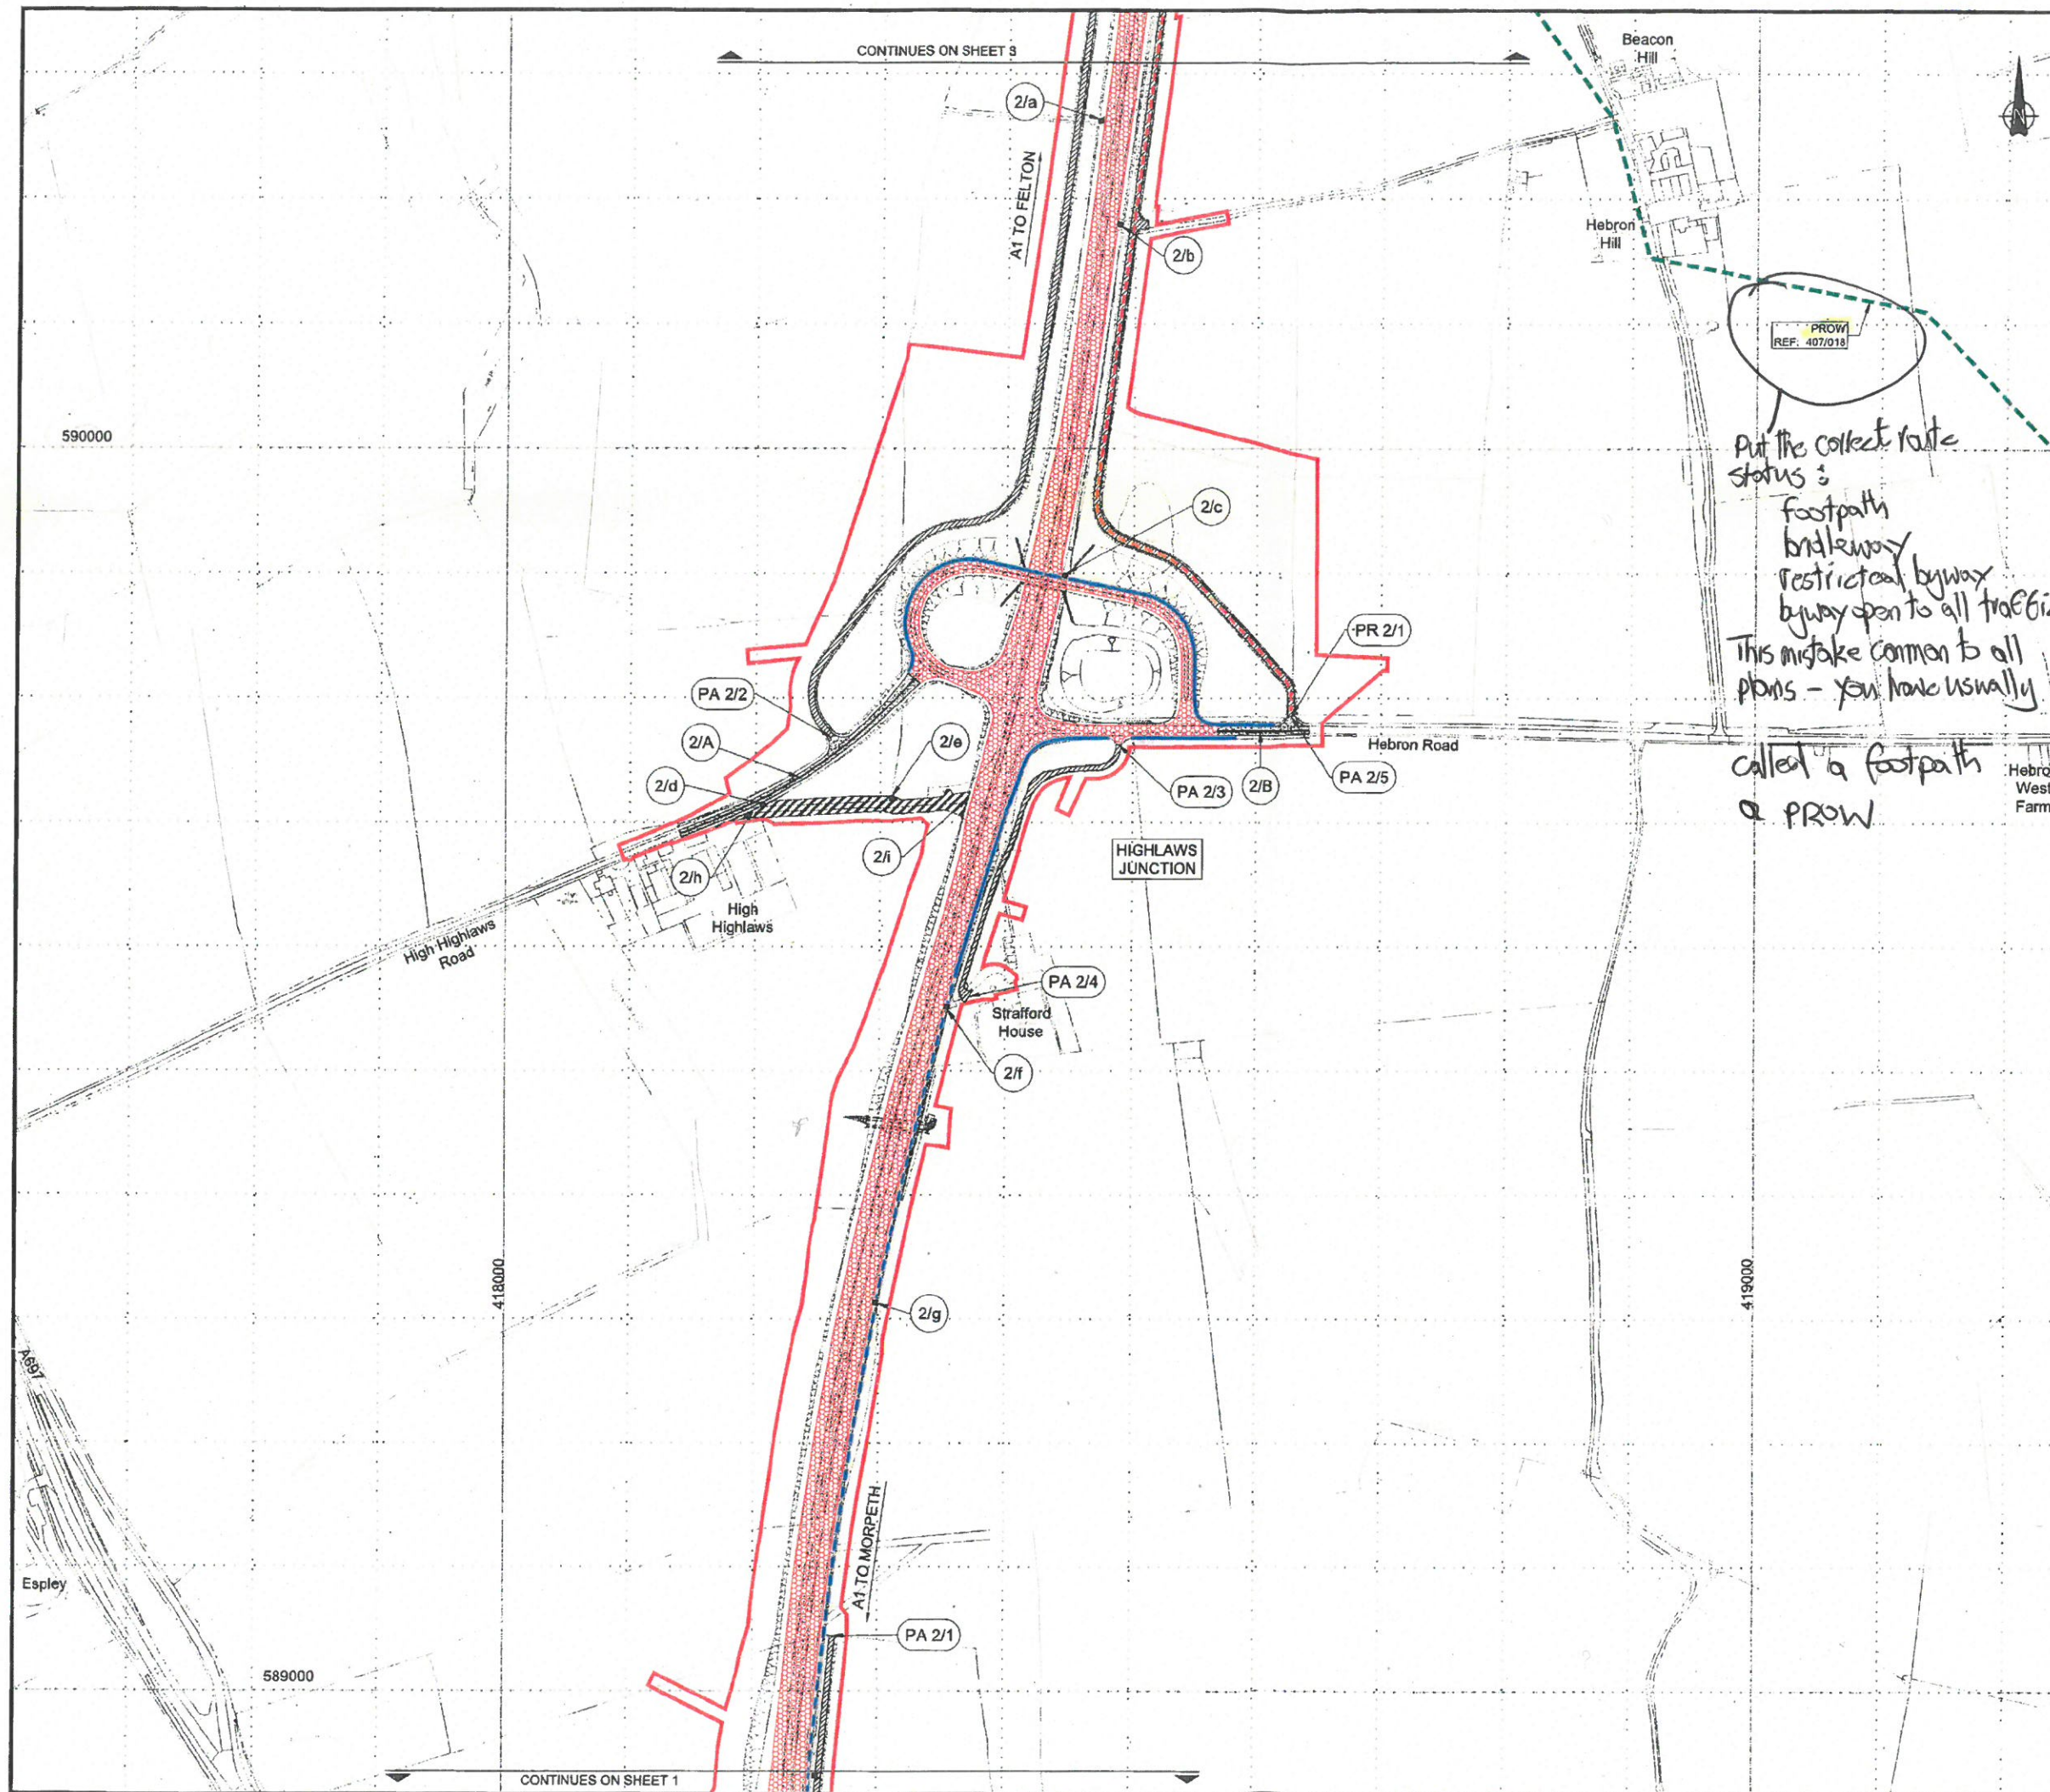 CONTINUES ON SHEET 3
Beacon
Hill
N
2/a
A1 TO FELTON
Hebron
Hill
2/b
PROW
REF: 407/018
590000
Put the correct route
status :
footpath
bridleway
restricted byway
byway open to all traffic
This mistake common to all
plans - you have usually
called a footpath
a PROW
2/c
PR 2/1
PA 2/2
2/A
2/e
Hebron Road
2/d
PA 2/3
2/B
PA 2/5
Hebro
West
Farm
HIGHLAWS
JUNCTION
2/i
2/h
High
Highlaws
High Highlaws
Road
PA 2/4
Strafford
House
2/f
418000
419000
2/g
A697
A1 TO MORPETH
Espley
PA 2/1
589000
CONTINUES ON SHEET 1